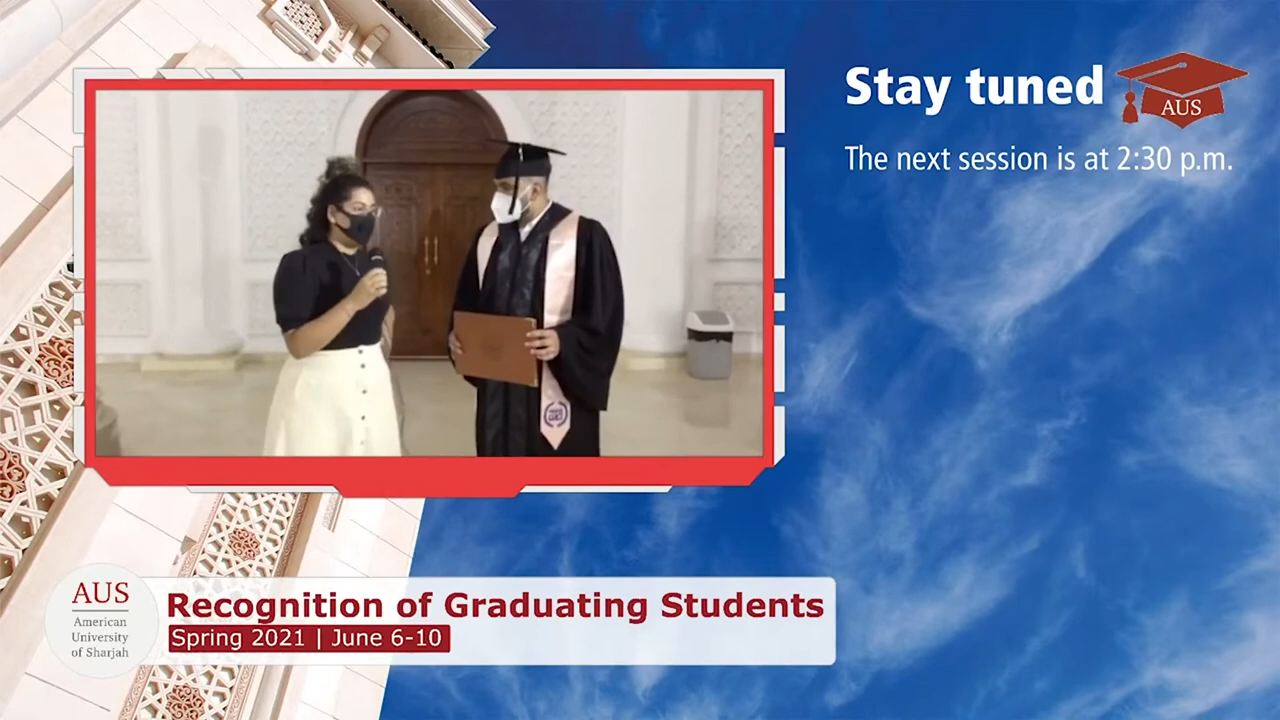 Stay tuned
AUS
The next session is at 2:30 p.m.
AUS
American
University
of Sharjah
Recognition of Graduating Students
Spring 2021 | June 6-10